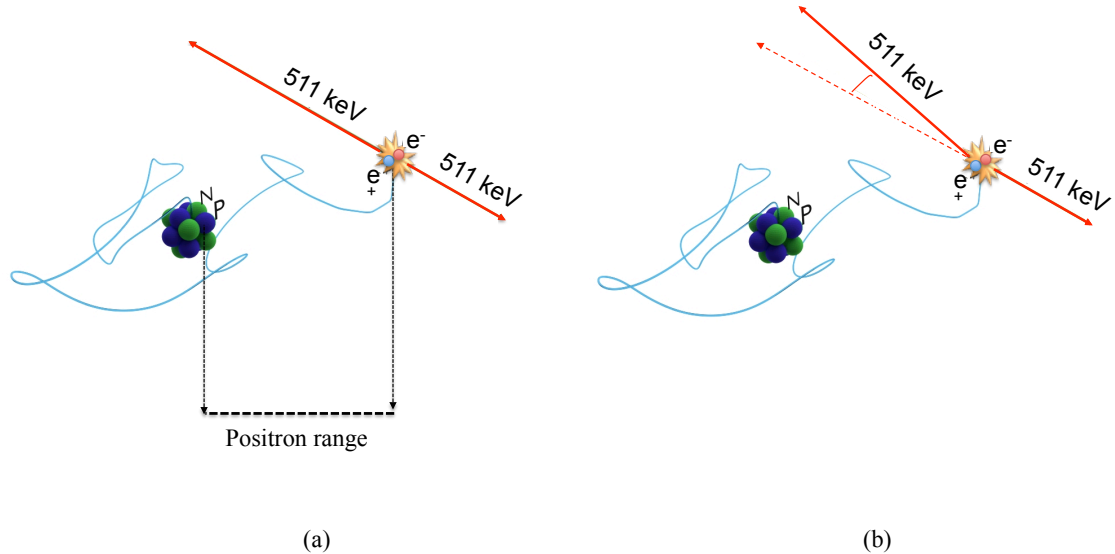 511 keV
e-
e-
+
511 keV
N
P
Positron range
(a)
511 keV
e-
e-
+
511 keV
N
P
(b)